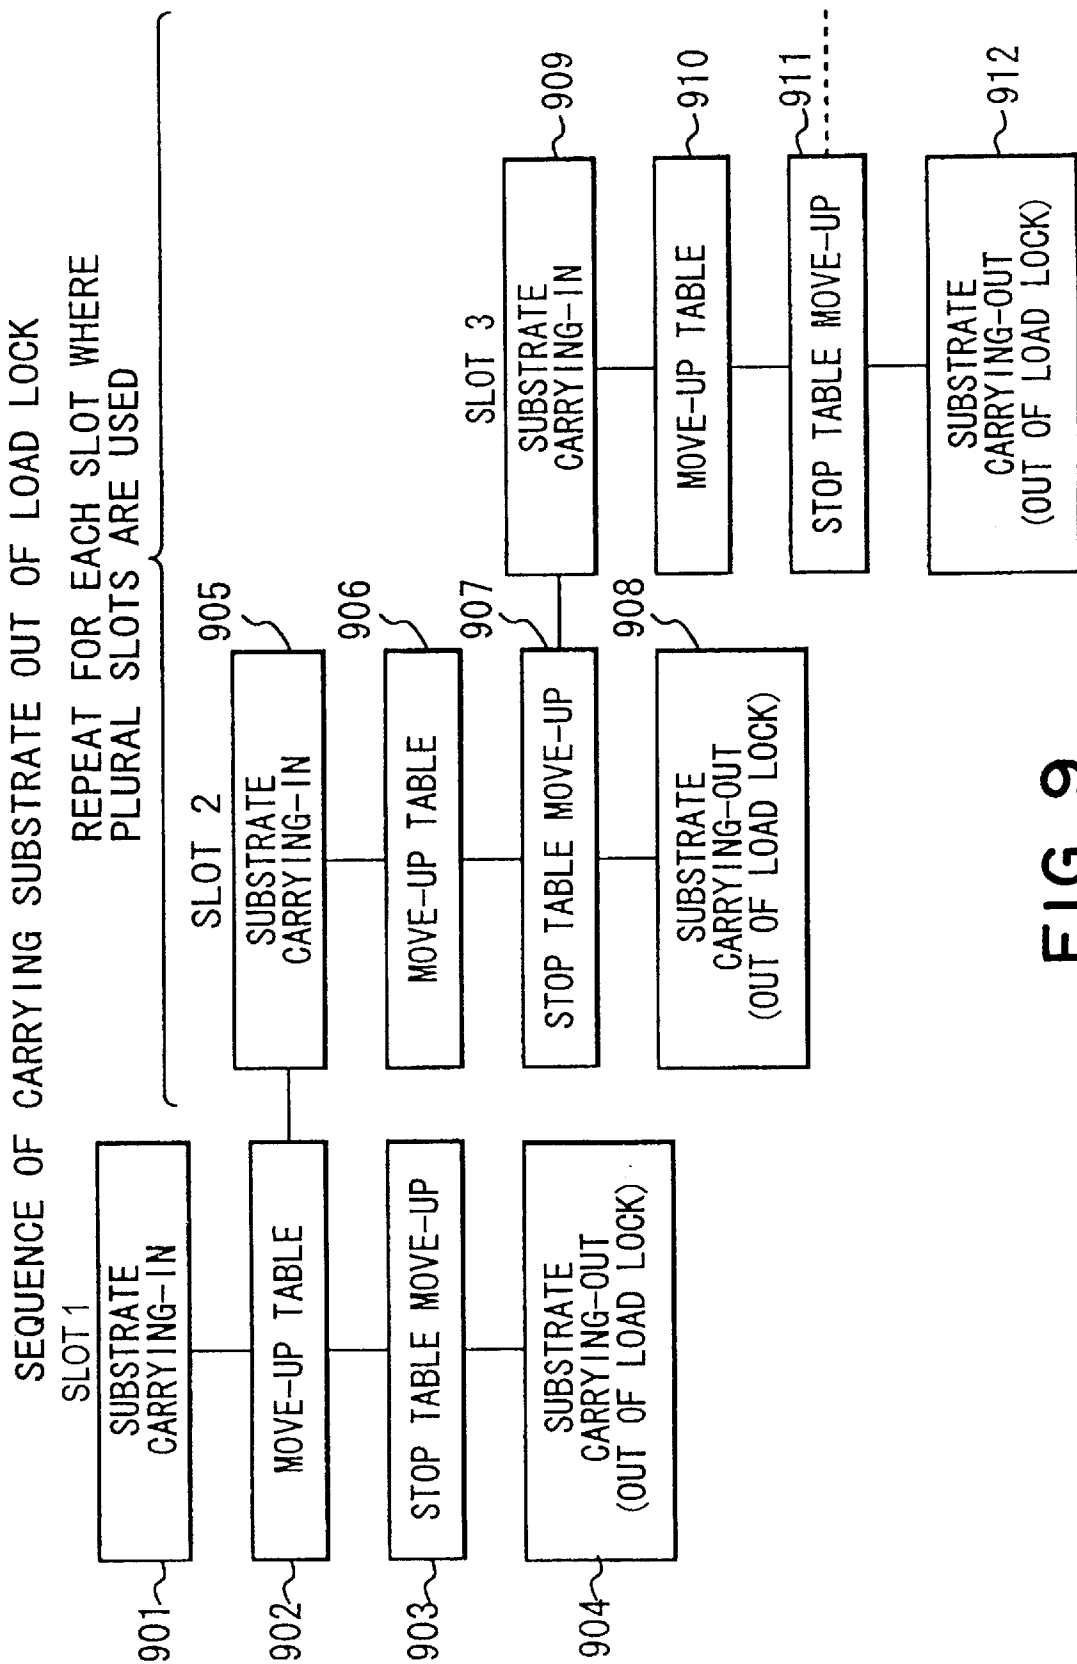 SEQUENCE OF CARRYING SUBSTRATE OUT OF LOAD LOCK
REPEAT FOR EACH SLOT WHERE
PLURAL SLOTS ARE USED
SLOT 1
901
SUBSTRATE
CARRYING-IN
902
MOVE-UP TABLE
903
STOP TABLE MOVE-UP
904
SUBSTRATE
CARRYING-OUT
(OUT OF LOAD LOCK)
SLOT 2
905
SUBSTRATE
CARRYING-IN
906
MOVE-UP TABLE
907
STOP TABLE MOVE-UP
908
SUBSTRATE
CARRYING-OUT
(OUT OF LOAD LOCK)
SLOT 3
909
SUBSTRATE
CARRYING-IN
910
MOVE-UP TABLE
911
STOP TABLE MOVE-UP
912
SUBSTRATE
CARRYING-OUT
(OUT OF LOAD LOCK)
FIG. 9